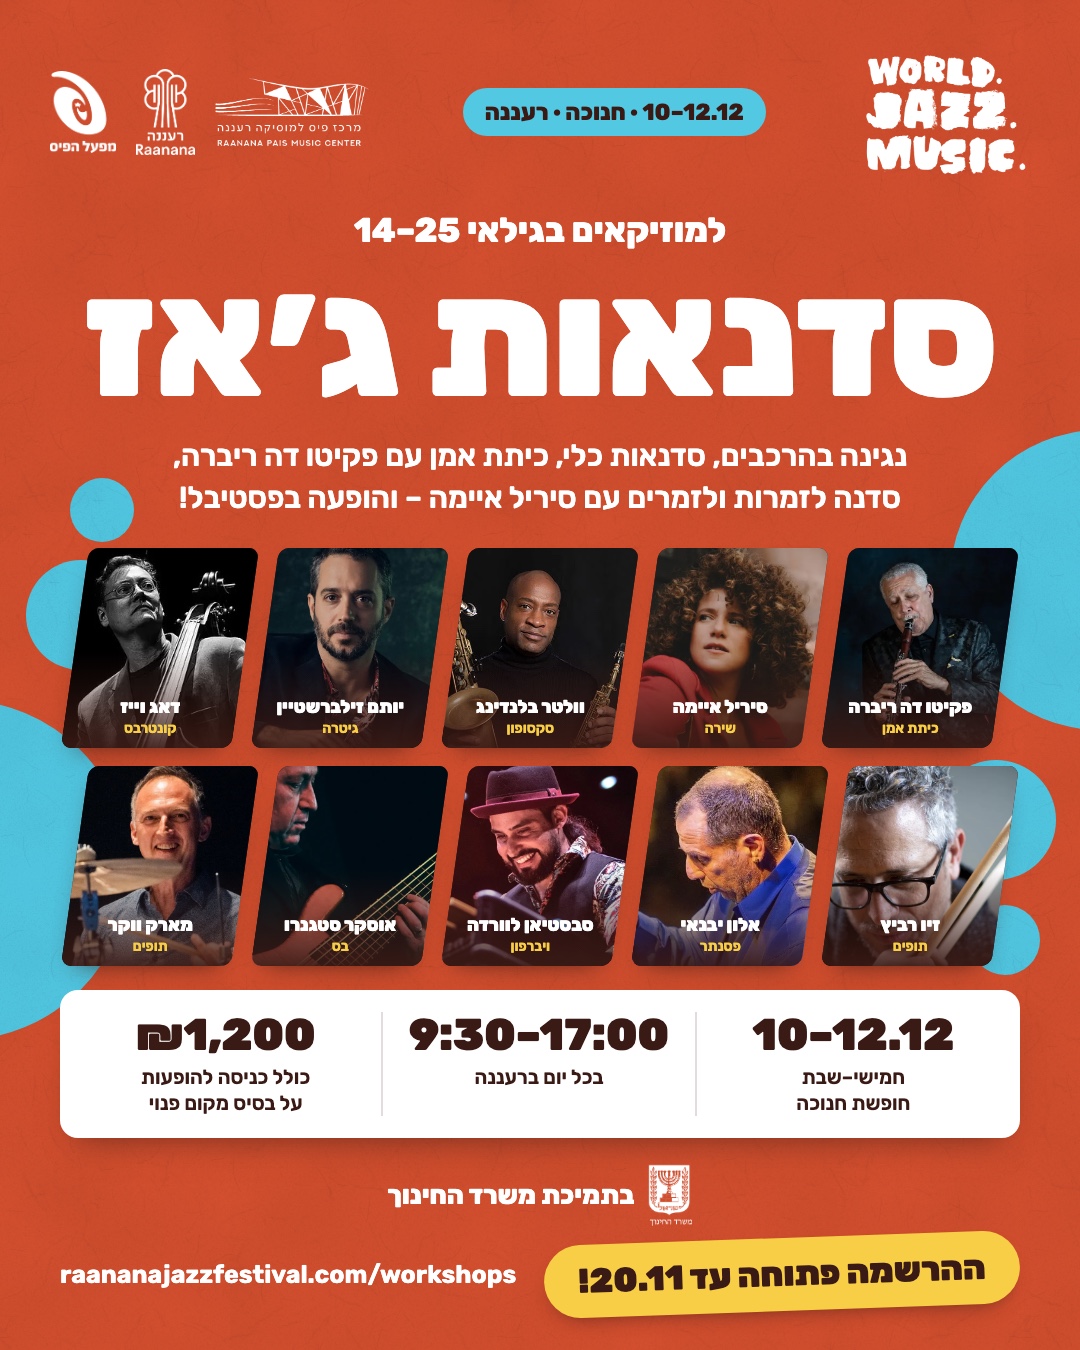 WORLD.
JAZZ.
MUSIC.
10–12.12 • חנוכה • רעננה
מרכז פיס למוסיקה רעננה
RAANANA PAIS MUSIC CENTER
רעננה
Raanana
מפעל הפיס
למוזיקאים בגילאי 14–25
סדנאות ג׳אז
נגינה בהרכבים, סדנאות כלי, כיתת אמן עם פקיטו דה ריברה,
סדנה לזמרות ולזמרים עם סיריל איימה – והופעה בפסטיבל!
פקיטו דה ריברה
כיתת אמן
סיריל איימה
שירה
וולטר בלנדינג
סקסופון
יותם זילברשטיין
גיטרה
דאג וייז
קונטרבס
זיו רביץ
תופים
אלון יבנאי
פסנתר
סבסטיאן לוורדה
ויברפון
אוסקר סטגנרו
בס
מארק ווקר
תופים
10–12.12
חמישי–שבת
חופשת חנוכה
9:30–17:00
בכל יום ברעננה
₪1,200
כולל כניסה להופעות
על בסיס מקום פנוי
משרד החינוך
בתמיכת משרד החינוך
ההרשמה פתוחה עד 20.11!
raananajazzfestival.com/workshops